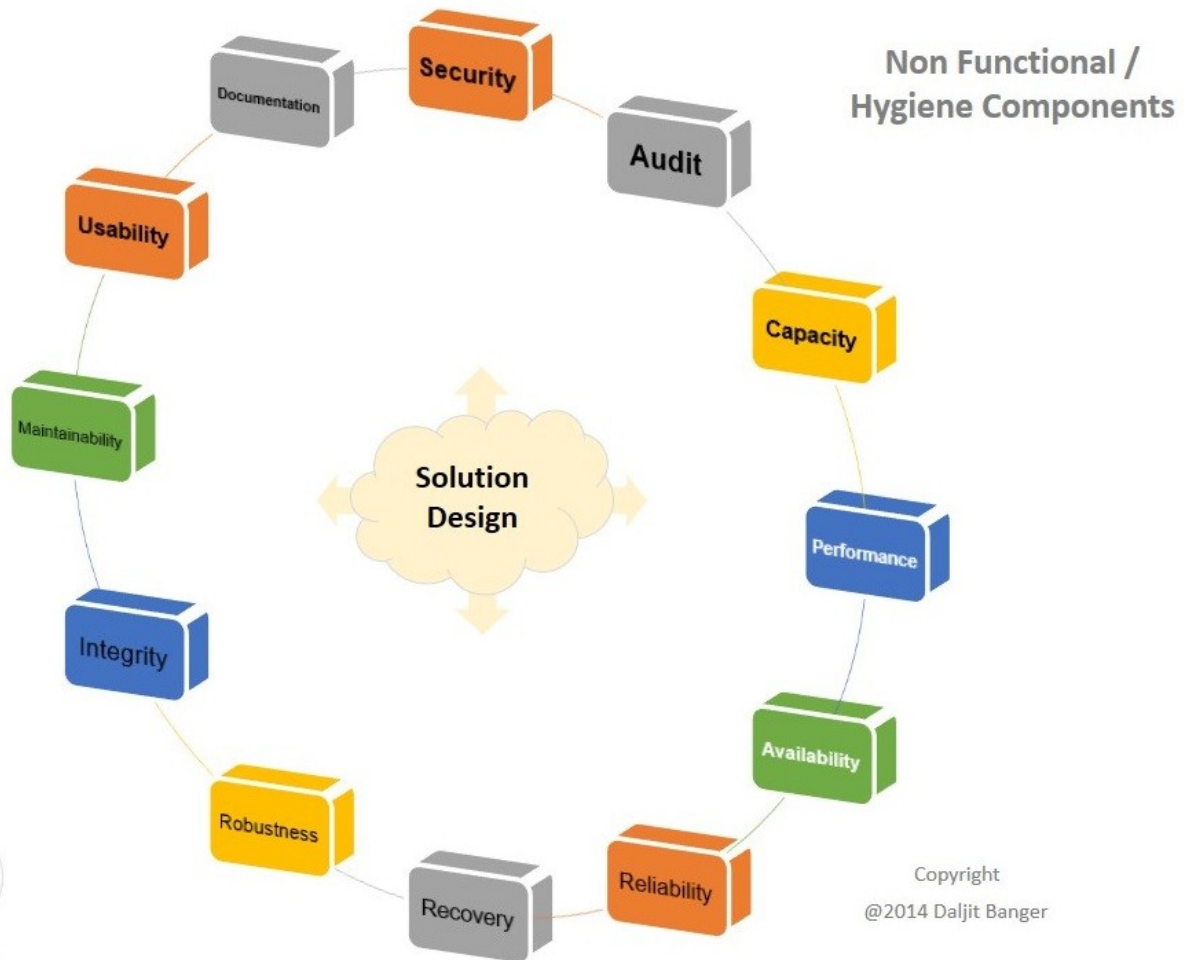 Non Functional /
Hygiene Components
Security
Audit
Capacity
Performance
Availability
Reliability
Recovery
Robustness
Integrity
Maintainability
Usability
Documentation
Solution
Design
Copyright
@2014 Daljit Banger